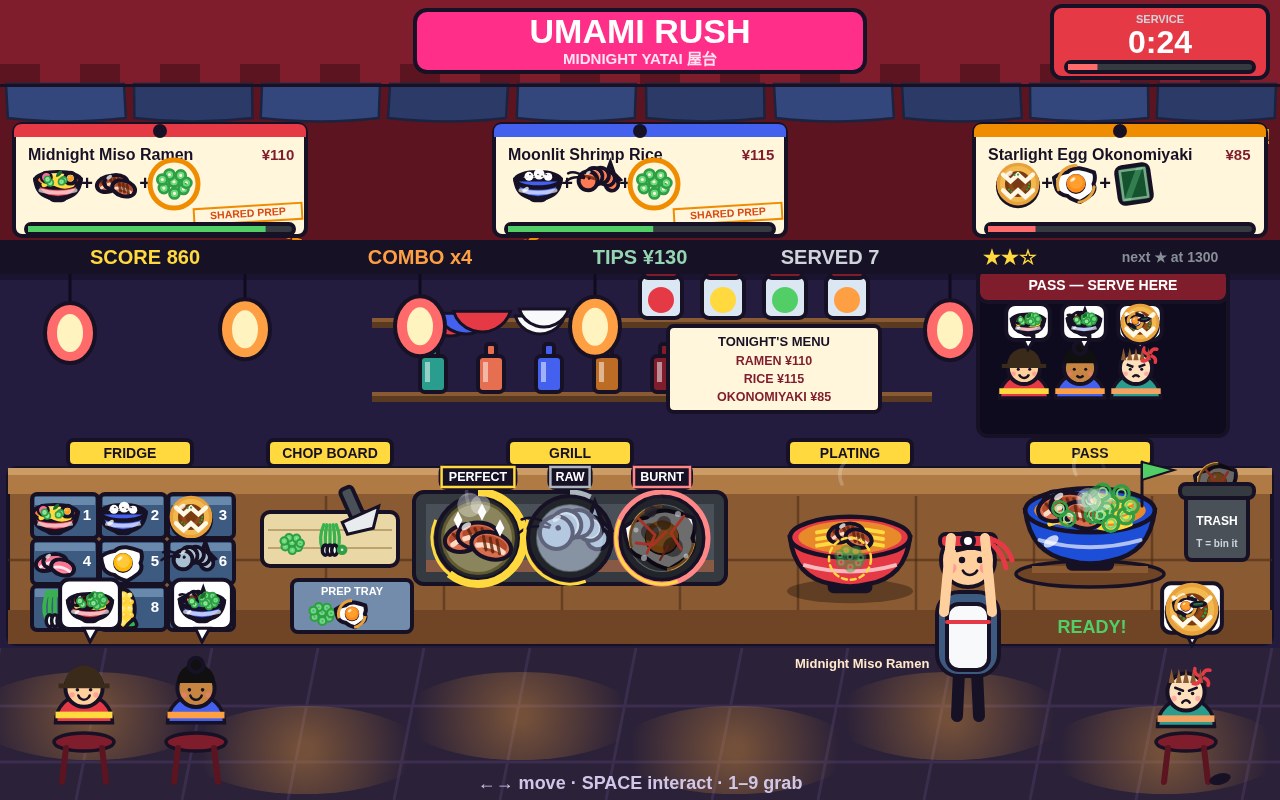 UMAMI RUSH
MIDNIGHT YATAI 屋台
SERVICE
0:24
Midnight Miso Ramen ¥110
+ +
SHARED PREP
Moonlit Shrimp Rice ¥115
+ +
SHARED PREP
Starlight Egg Okonomiyaki ¥85
+ +
SCORE 860
COMBO x4
TIPS ¥130
SERVED 7
★★☆
next ★ at 1300
PASS — SERVE HERE
TONIGHT'S MENU
RAMEN ¥110
RICE ¥115
OKONOMIYAKI ¥85
FRIDGE
CHOP BOARD
GRILL
PLATING
PASS
PERFECT
RAW
BURNT
1
2
3
4
5
6
8
PREP TRAY
TRASH
T = bin it
READY!
Midnight Miso Ramen
←→ move · SPACE interact · 1–9 grab